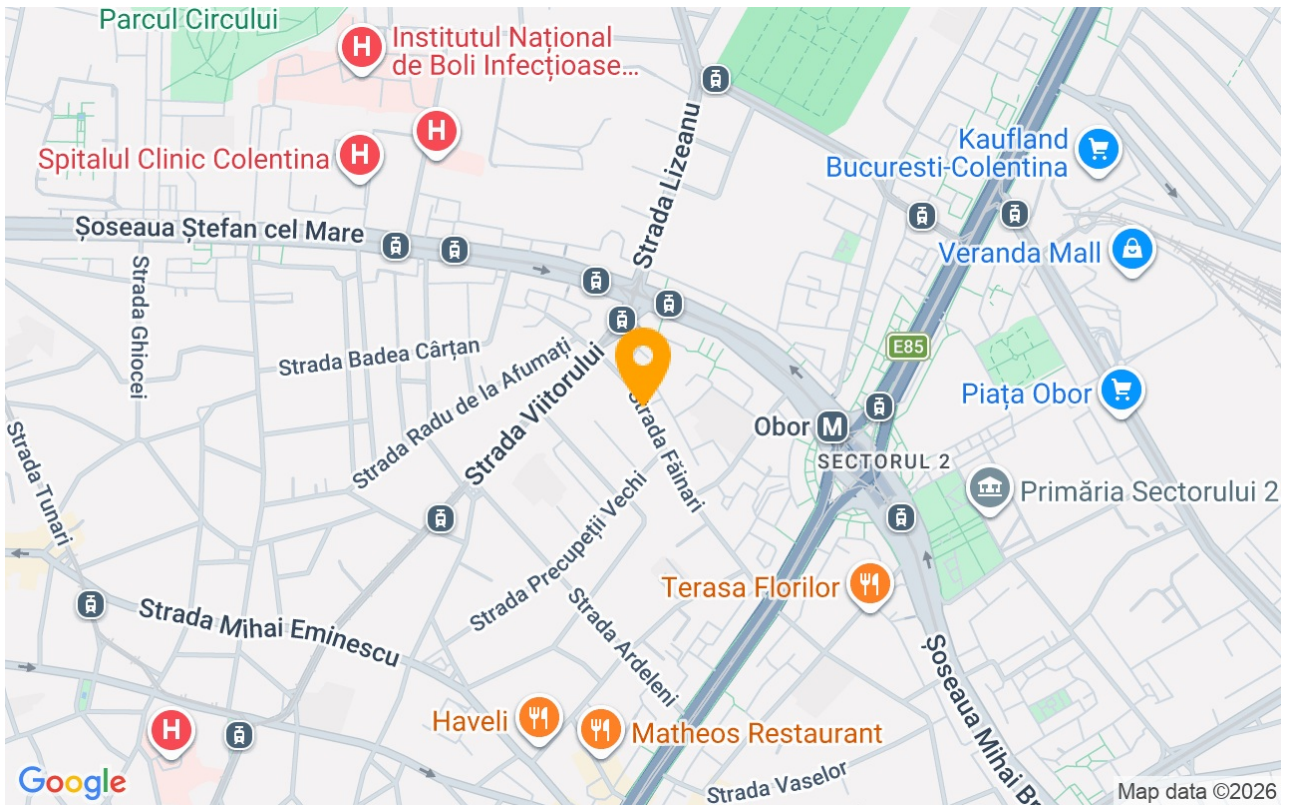 Parcul Circului
Institutul Național
de Boli Infecțioase...
H
H
Spitalul Clinic Colentina
H
Strada Lizeanu
Kaufland
Bucuresti-Colentina
Șoseaua Ștefan cel Mare
Veranda Mall
Strada Ghiocei
Strada Badea Cârțan
Strada Radu de la Afumați
Strada Viitorului
E85
Piața Obor
Strada Făinari
Obor M
SECTORUL 2
Strada Tunari
Strada Precupeții Vechi
Primăria Sectorului 2
Terasa Florilor
Strada Mihai Eminescu
Strada Ardeleni
Șoseaua Mihai Br
Haveli
H
Matheos Restaurant
Strada Vaselor
Google
Map data ©2026